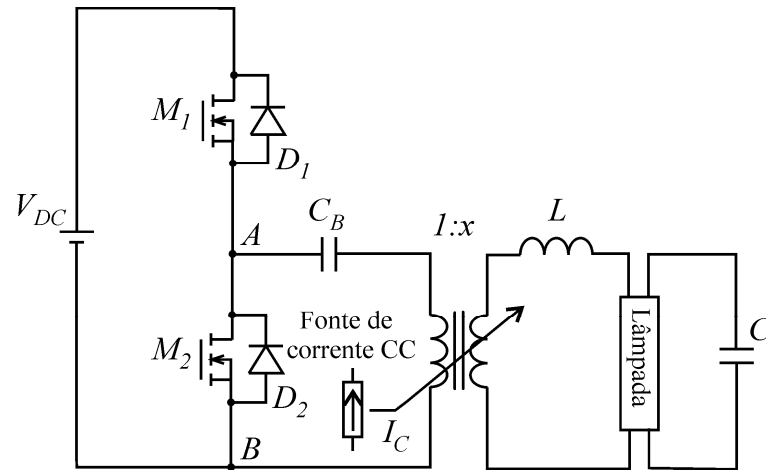 M1
D1
VDC
A
CB
1:x
L
Fonte de
corrente CC
Lâmpada
C
M2
D2
IC
B